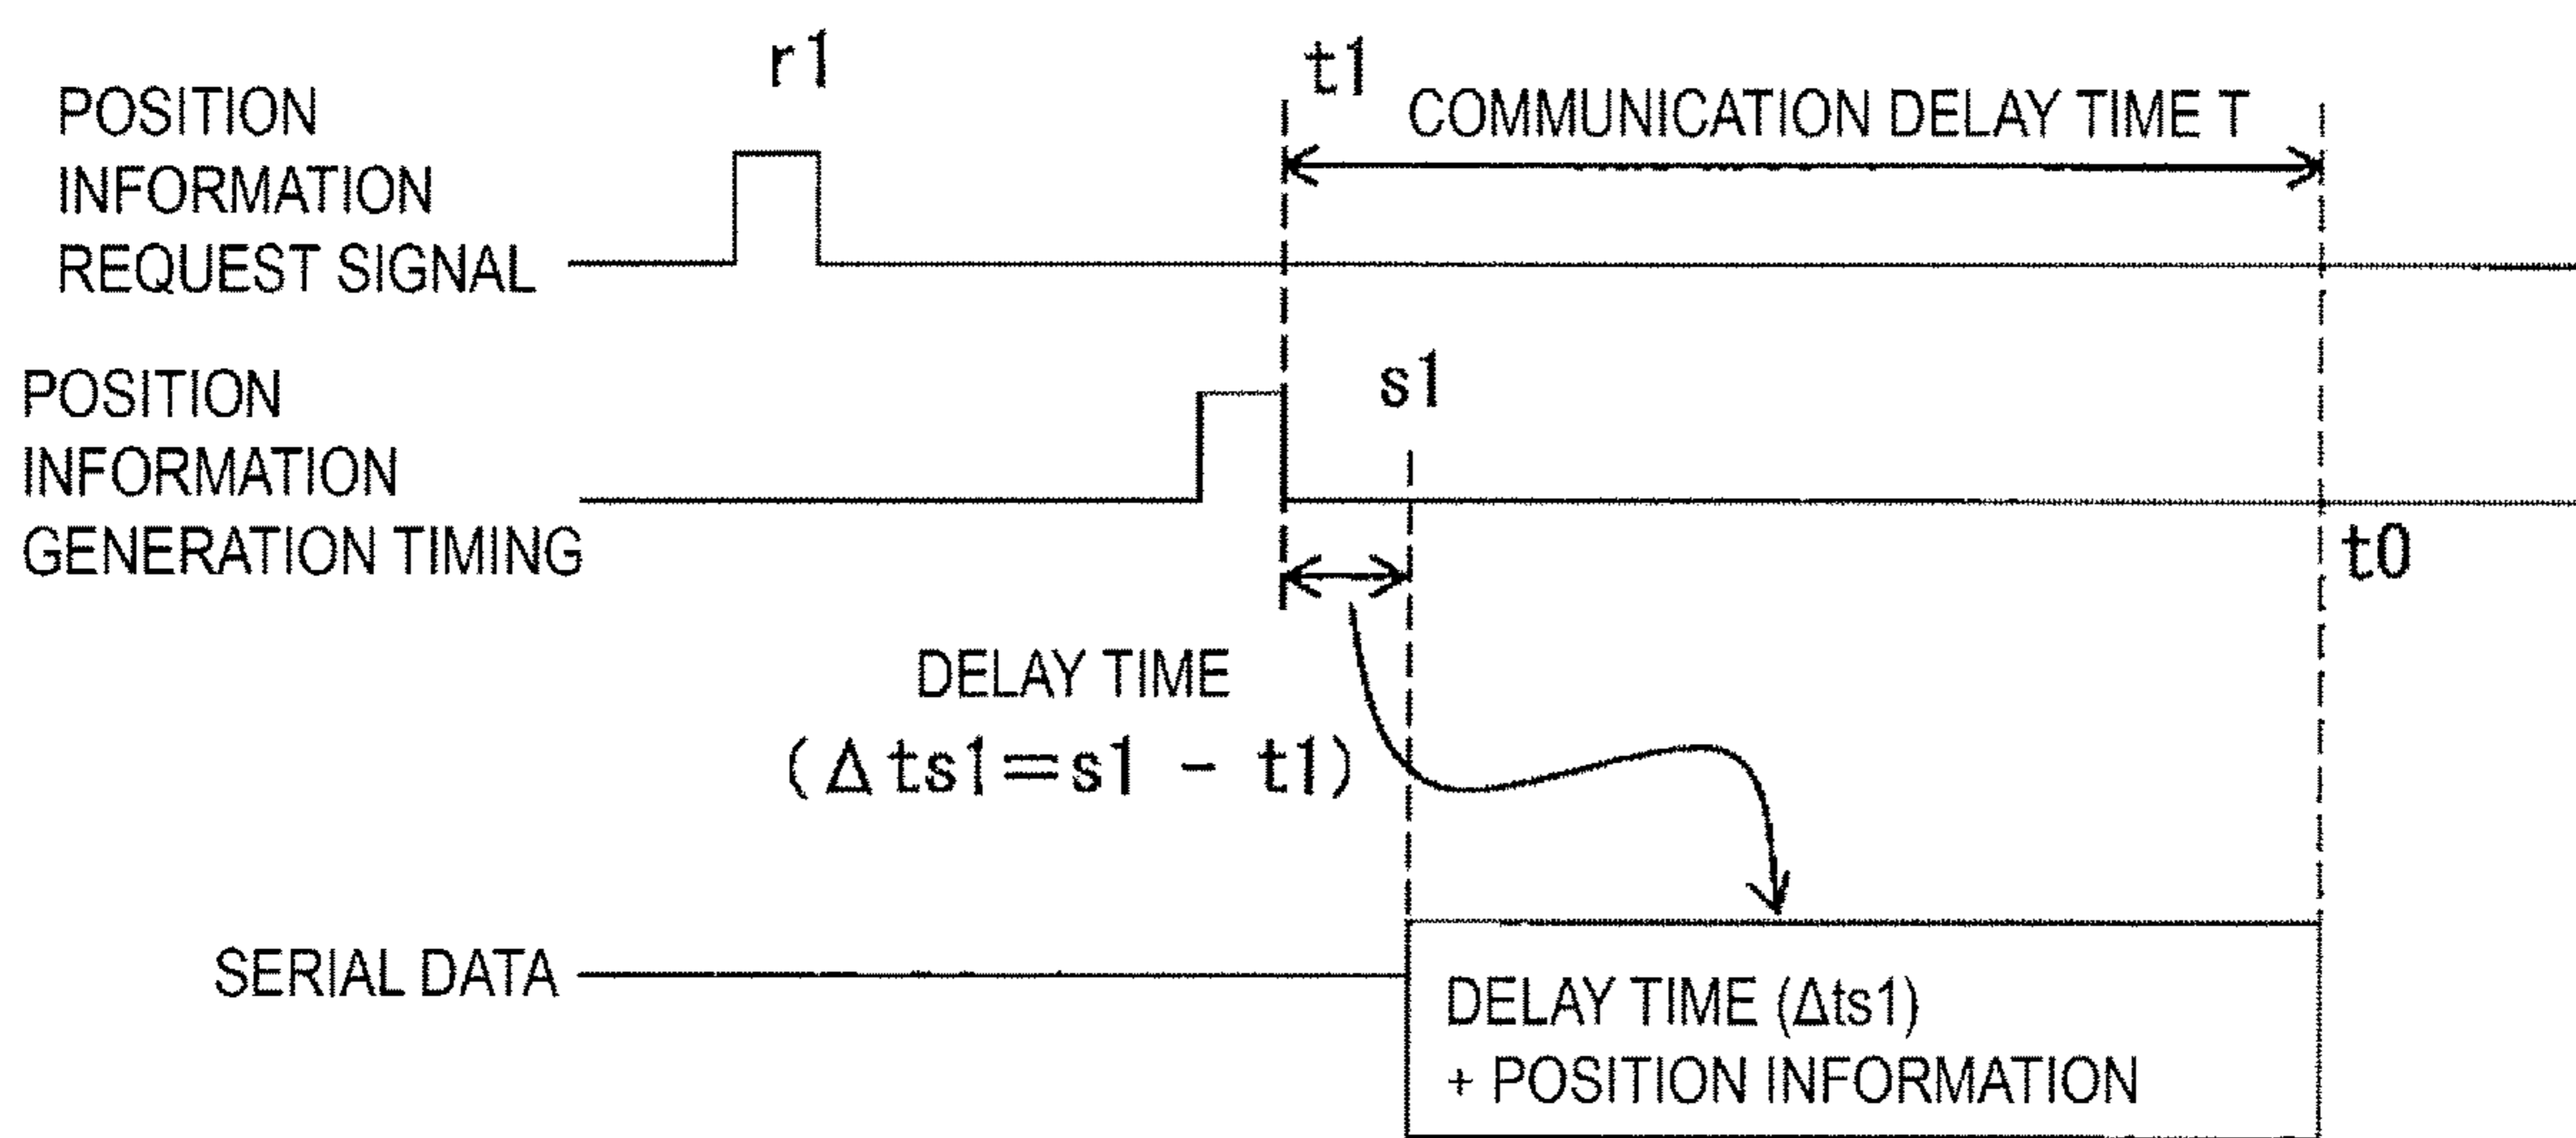 r1
t1
POSITION
INFORMATION
REQUEST SIGNAL
COMMUNICATION DELAY TIME T
POSITION
INFORMATION
GENERATION TIMING
s1
t0
DELAY TIME
(Δts1=s1 - t1)
SERIAL DATA
DELAY TIME (Δts1)
+ POSITION INFORMATION